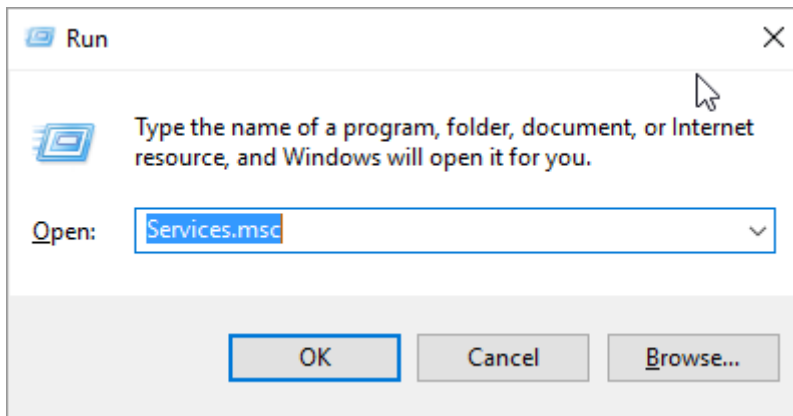 Run
Type the name of a program, folder, document, or Internet
resource, and Windows will open it for you.
Open: Services.msc
OK Cancel Browse...